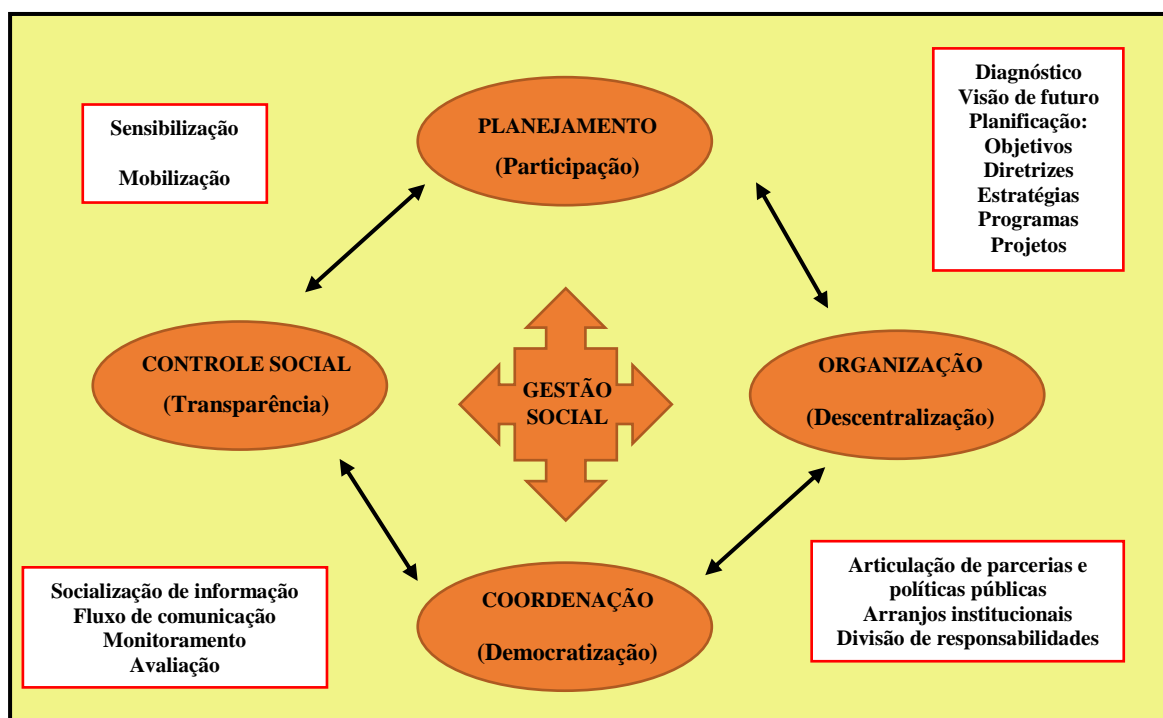 Diagnóstico
Visão de futuro
Planificação:
Objetivos
Diretrizes
Estratégias
Programas
Projetos
Sensibilização
Mobilização
PLANEJAMENTO
(Participação)
CONTROLE SOCIAL
(Transparência)
GESTÃO
SOCIAL
ORGANIZAÇÃO
(Descentralização)
Socialização de informação
Fluxo de comunicação
Monitoramento
Avaliação
COORDENAÇÃO
(Democratização)
Articulação de parcerias e
políticas públicas
Arranjos institucionais
Divisão de responsabilidades